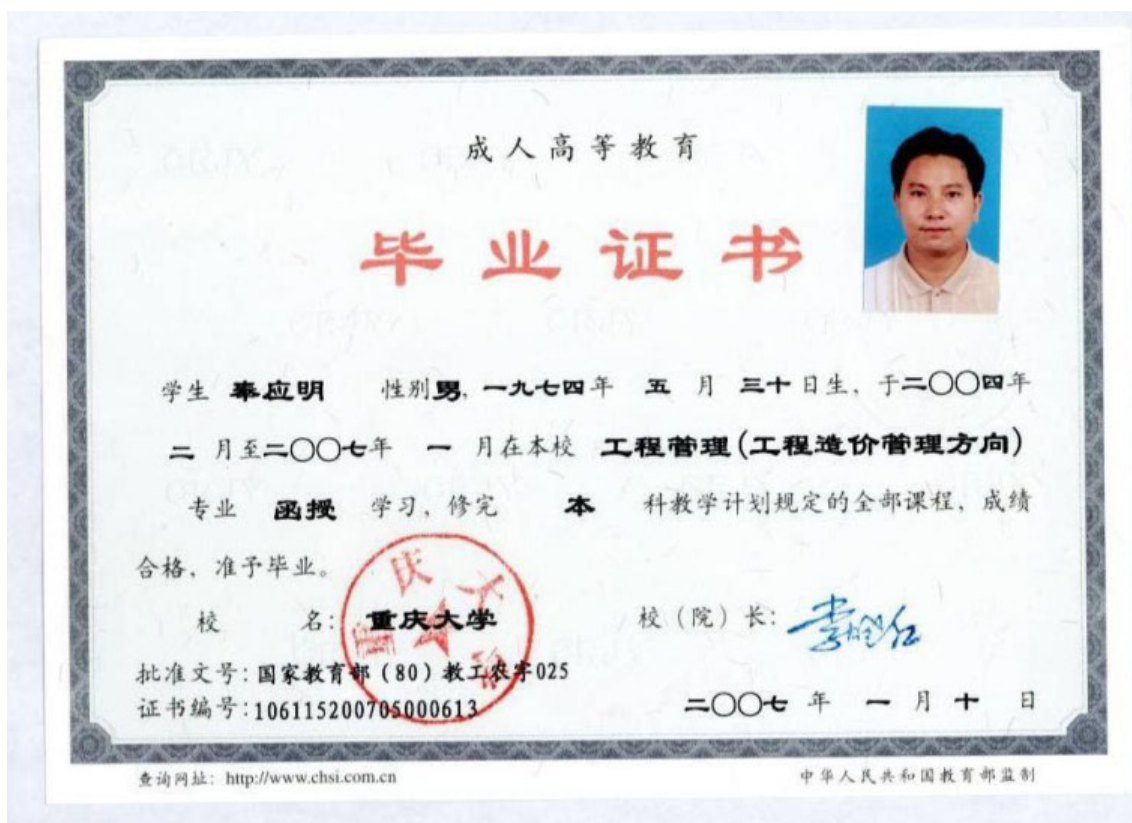 成人高等教育
毕业证书
学生 秦应明 性别男, 一九七四年 五 月 三十日生, 于二〇〇四年
二 月至二〇〇七年 一 月在本校 工程管理(工程造价管理方向)
专业 函授 学习, 修完 本 科教学计划规定的全部课程, 成绩
合格, 准予毕业。
校 名: 重庆大学 校(院)长:
重庆大学
批准文号: 国家教育部(80)教工农字025
证书编号: 106115200705000613
二〇〇七 年 一 月 十 日
查询网址: http://www.chsi.com.cn 中华人民共和国教育部监制